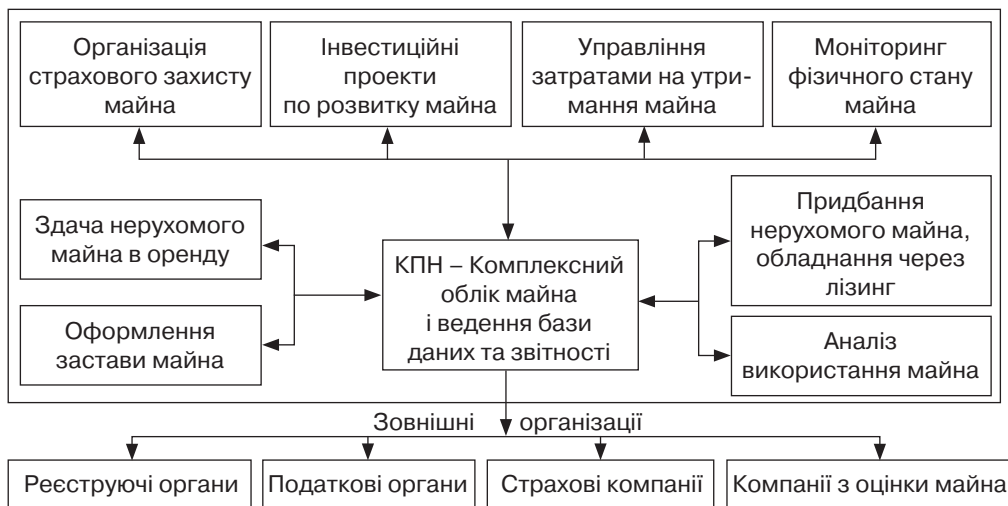 Організація
страхового захисту
майна
Інвестиційні
проекти
по розвитку майна
Управління
затратами на утри-
мання майна
Моніторинг
фізичного стану
майна
Здача нерухомого
майна в оренду
Оформлення
застави майна
КПН – Комплексний
облік майна
і ведення бази
даних та звітності
Придбання
нерухомого майна,
обладнання через
лізинг
Аналіз
використання майна
Зовнішні організації
Реєструючі органи
Податкові органи
Страхові компанії
Компанії з оцінки майна